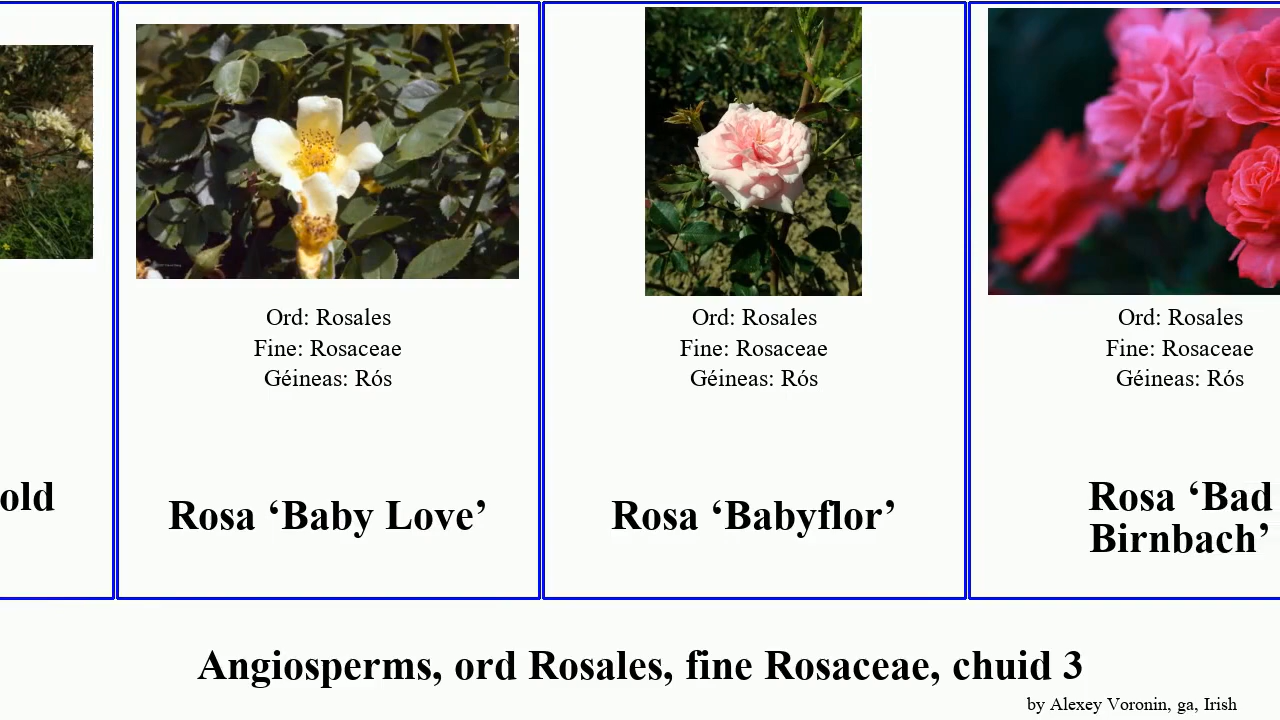 old
Ord: Rosales
Fine: Rosaceae
Géineas: Rós
Rosa ‘Baby Love’
Ord: Rosales
Fine: Rosaceae
Géineas: Rós
Rosa ‘Babyflor’
Ord: Rosales
Fine: Rosaceae
Géineas: Rós
Rosa ‘Bad
Birnbach’
Angiosperms, ord Rosales, fine Rosaceae, chuid 3
by Alexey Voronin, ga, Irish